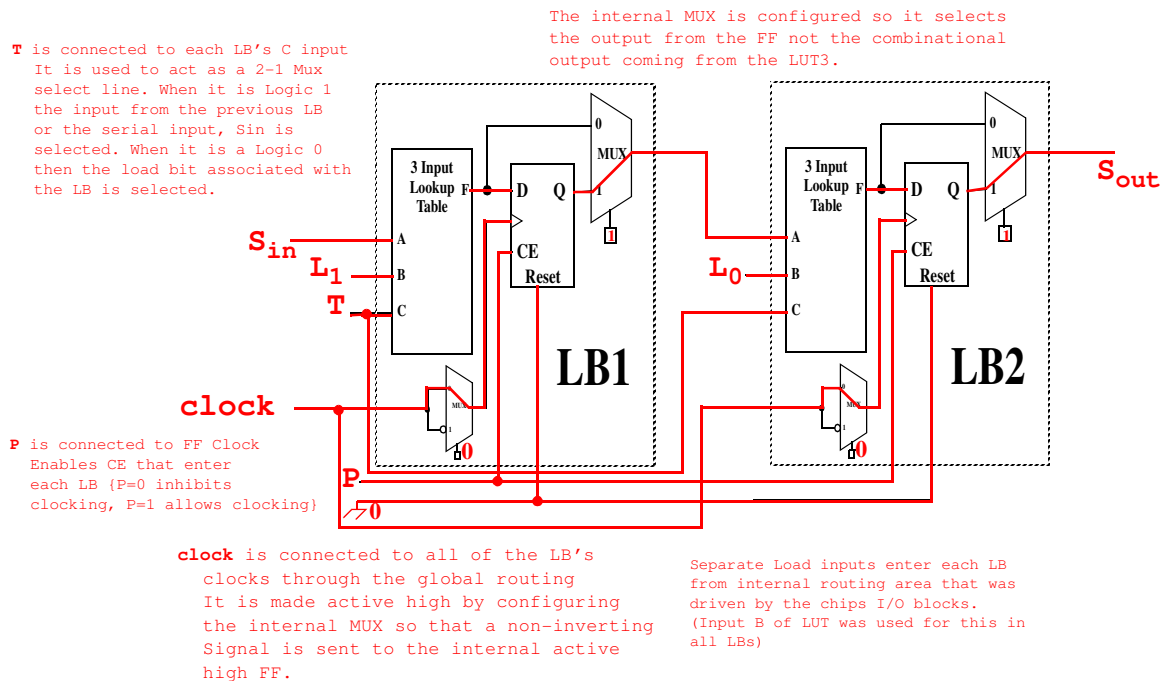 The internal MUX is configured so it selects
the output from the FF not the combinational
output coming from the LUT3.
T is connected to each LB's C input
It is used to act as a 2-1 Mux
select line. When it is Logic 1
the input from the previous LB
or the serial input, Sin is
selected. When it is a Logic 0
then the load bit associated with
the LB is selected.
3 Input
Lookup
Table
F
A
B
C
D
Q
CE
Reset
0
MUX
1
1
LB1
Sin
L1
T
MUX
1
0
3 Input
Lookup
Table
F
A
B
C
D
Q
CE
Reset
0
MUX
1
1
LB2
L0
Sout
0
MUX
1
0
clock
P is connected to FF Clock
Enables CE that enter
each LB {P=0 inhibits
clocking, P=1 allows clocking}
P
0
clock is connected to all of the LB's
clocks through the global routing
It is made active high by configuring
the internal MUX so that a non-inverting
Signal is sent to the internal active
high FF.
Separate Load inputs enter each LB
from internal routing area that was
driven by the chips I/O blocks.
(Input B of LUT was used for this in
all LBs)